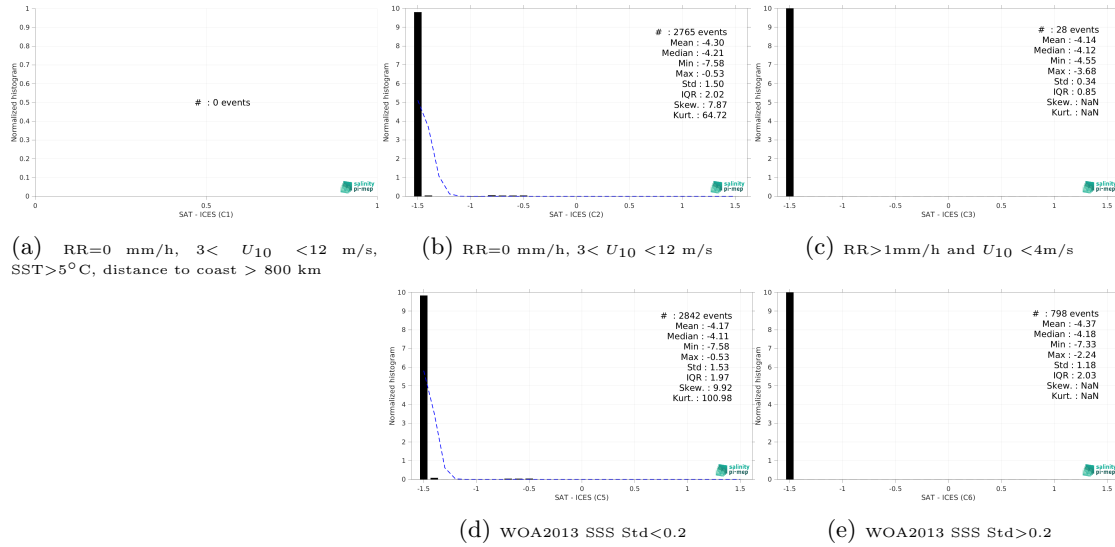 1
0.9
0.8
0.7
0.6
0.5
0.4
0.3
0.2
0.1
0
Normalized histogram
# : 0 events
salinity
pi-mep
0 0.5 1
SAT - ICES (C1)
10
9
8
7
6
5
4
3
2
1
0
Normalized histogram
# : 2765 events
Mean : -4.30
Median : -4.21
Min : -7.58
Max : -0.53
Std : 1.50
IQR : 2.02
Skew. : 7.87
Kurt. : 64.72
salinity
pi-mep
-1.5 -1 -0.5 0 0.5 1 1.5
SAT - ICES (C2)
10
9
8
7
6
5
4
3
2
1
0
Normalized histogram
# : 28 events
Mean : -4.14
Median : -4.12
Min : -4.55
Max : -3.68
Std : 0.34
IQR : 0.85
Skew. : NaN
Kurt. : NaN
salinity
pi-mep
-1.5 -1 -0.5 0 0.5 1 1.5
SAT - ICES (C3)
(a) RR=0 mm/h, 3< U10 <12 m/s,
SST>5°C, distance to coast > 800 km
(b) RR=0 mm/h, 3< U10 <12 m/s
(c) RR>1mm/h and U10 <4m/s
10
9
8
7
6
5
4
3
2
1
0
Normalized histogram
# : 2842 events
Mean : -4.17
Median : -4.11
Min : -7.58
Max : -0.53
Std : 1.53
IQR : 1.97
Skew. : 9.92
Kurt. : 100.98
salinity
pi-mep
-1.5 -1 -0.5 0 0.5 1 1.5
SAT - ICES (C5)
10
9
8
7
6
5
4
3
2
1
0
Normalized histogram
# : 798 events
Mean : -4.37
Median : -4.18
Min : -7.33
Max : -2.24
Std : 1.18
IQR : 2.03
Skew. : NaN
Kurt. : NaN
salinity
pi-mep
-1.5 -1 -0.5 0 0.5 1 1.5
SAT - ICES (C6)
(d) WOA2013 SSS Std<0.2
(e) WOA2013 SSS Std>0.2